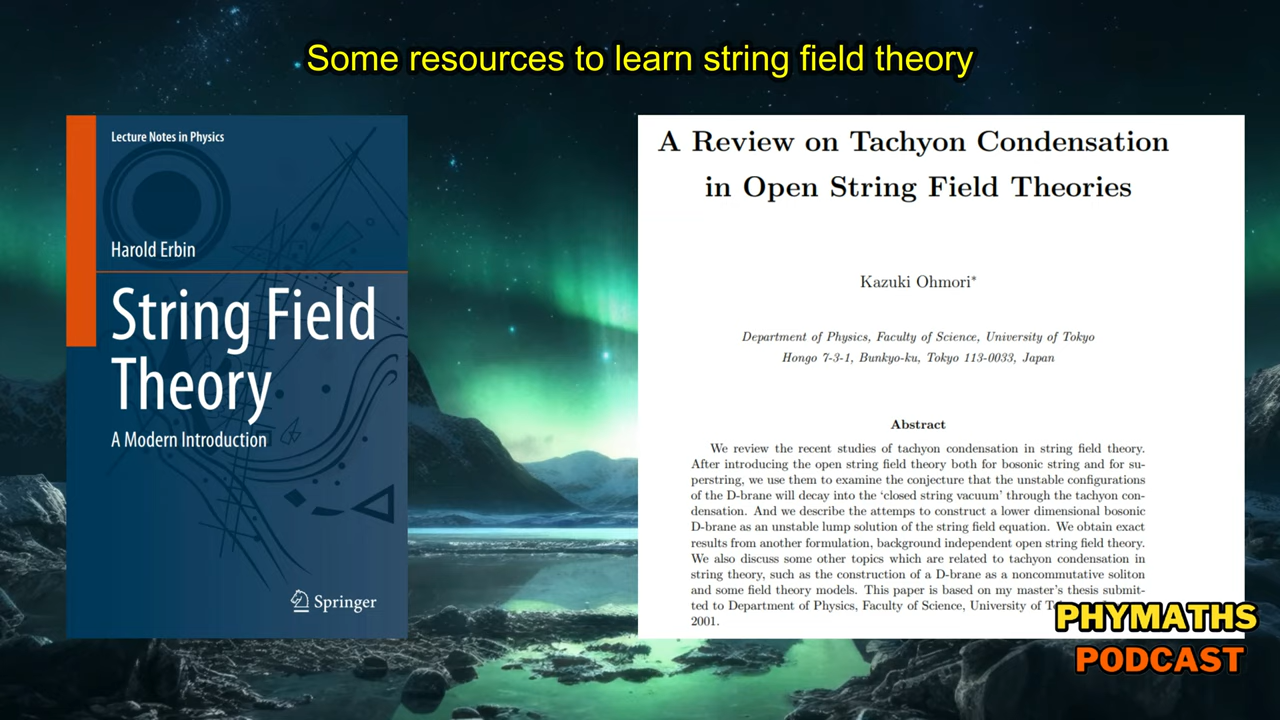 Some resources to learn string field theory
Lecture Notes in Physics
Harold Erbin
String Field
Theory
A Modern Introduction
Springer
A Review on Tachyon Condensation
in Open String Field Theories
Kazuki Ohmori*
Department of Physics, Faculty of Science, University of Tokyo
Hongo 7-3-1, Bunkyo-ku, Tokyo 113-0033, Japan
Abstract
We review the recent studies of tachyon condensation in string field theory.
After introducing the open string field theory both for bosonic string and for su-
perstring, we use them to examine the conjecture that the unstable configurations
of the D-brane will decay into the ‘closed string vacuum’ through the tachyon con-
densation. And we describe the attemps to construct a lower dimensional bosonic
D-brane as an unstable lump solution of the string field equation. We obtain exact
results from another formulation, background independent open string field theory.
We also discuss some other topics which are related to tachyon condensation in
string theory, such as the construction of a D-brane as a noncommutative soliton
and some field theory models. This paper is based on my master's thesis submit-
ted to Department of Physics, Faculty of Science, University of
2001.
PHYMATHS
PODCAST